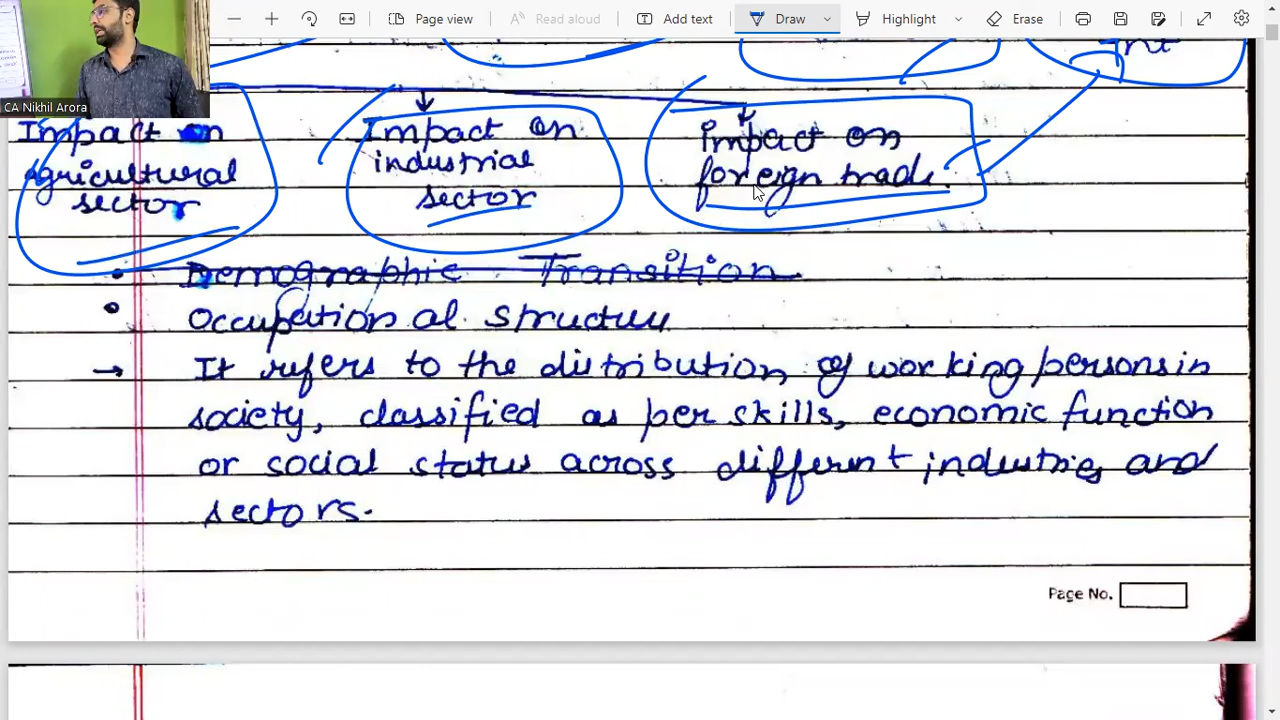 Page view
Read aloud
Add text
Draw
Highlight
Erase
CA Nikhil Arora
Impact on Agricultural sector
Impact on industrial sector
impact on foreign trade.
• Demographic Transition
• Occupational structure
→ It refers to the distribution of working persons in
society, classified as per skills, economic function
or social status across different industries and
sectors.
Page No.